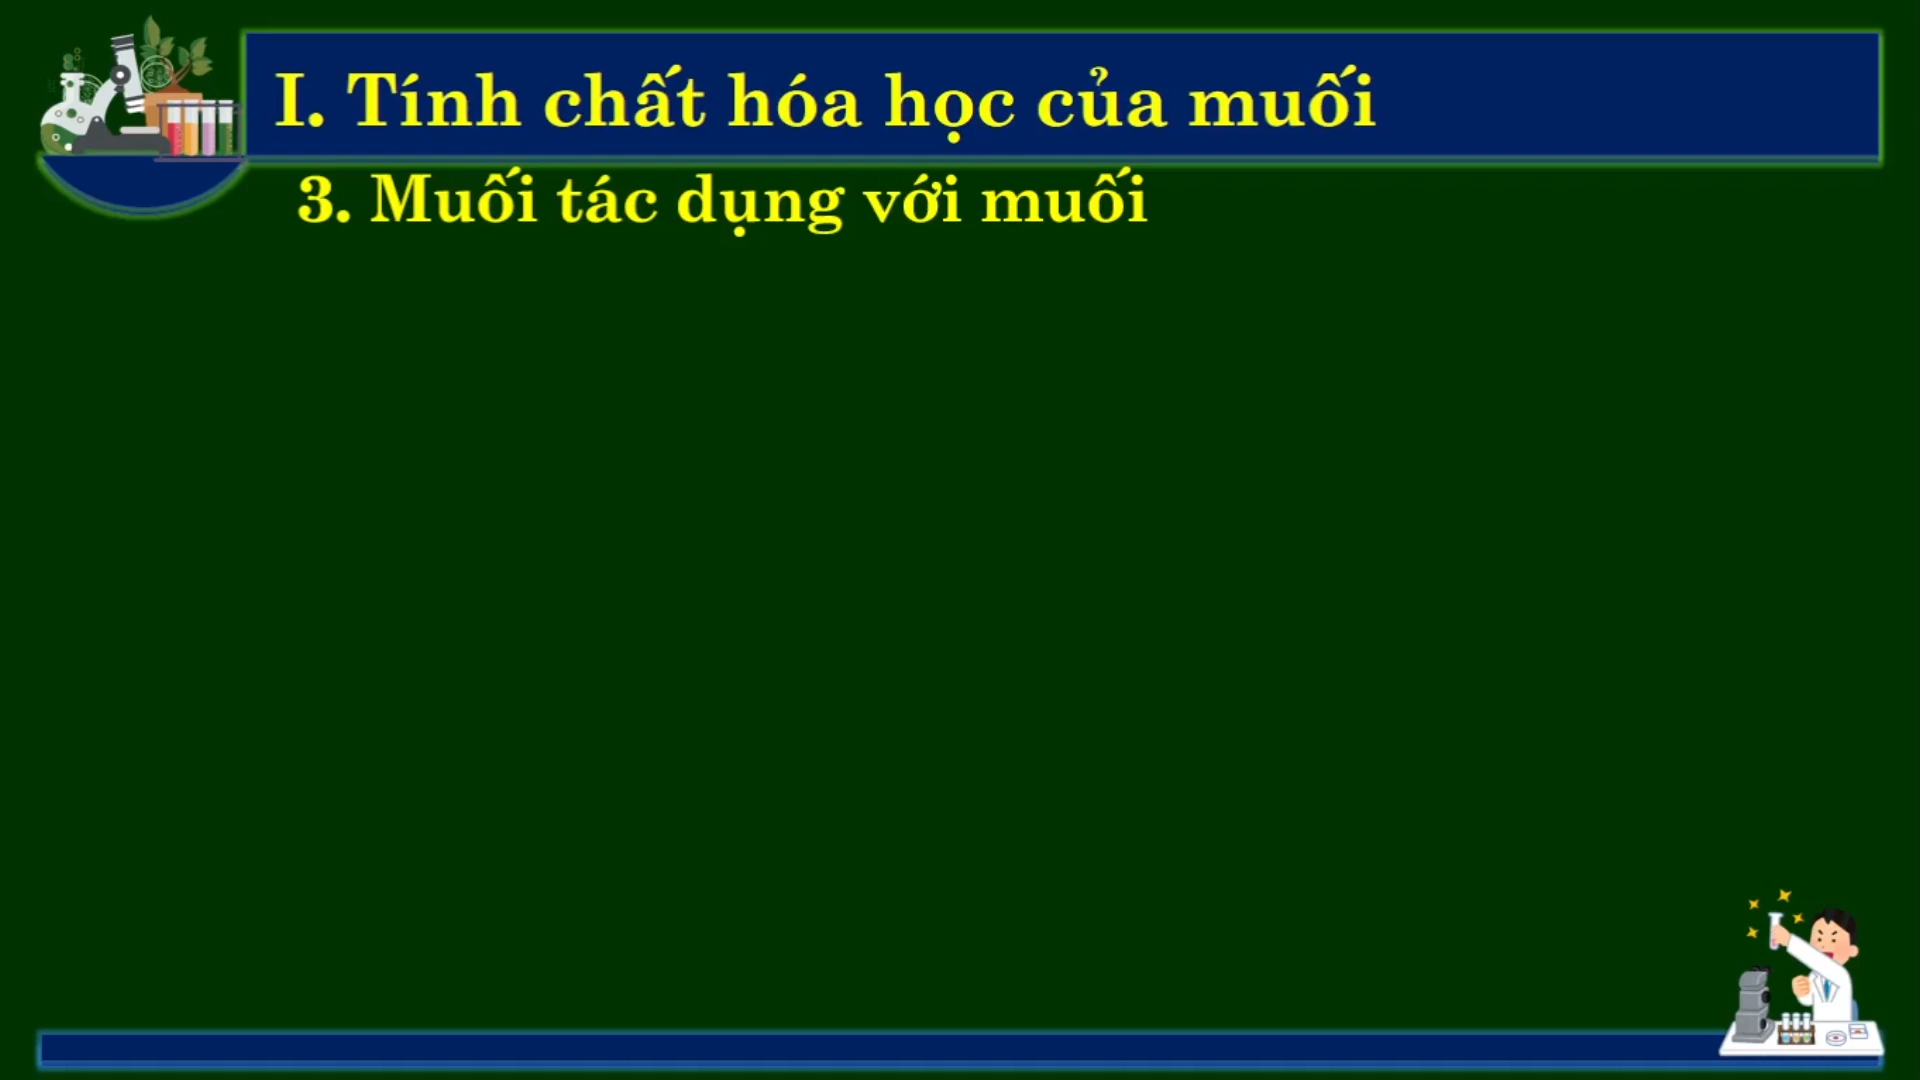 I. Tính chất hóa học của muối
3. Muối tác dụng với muối